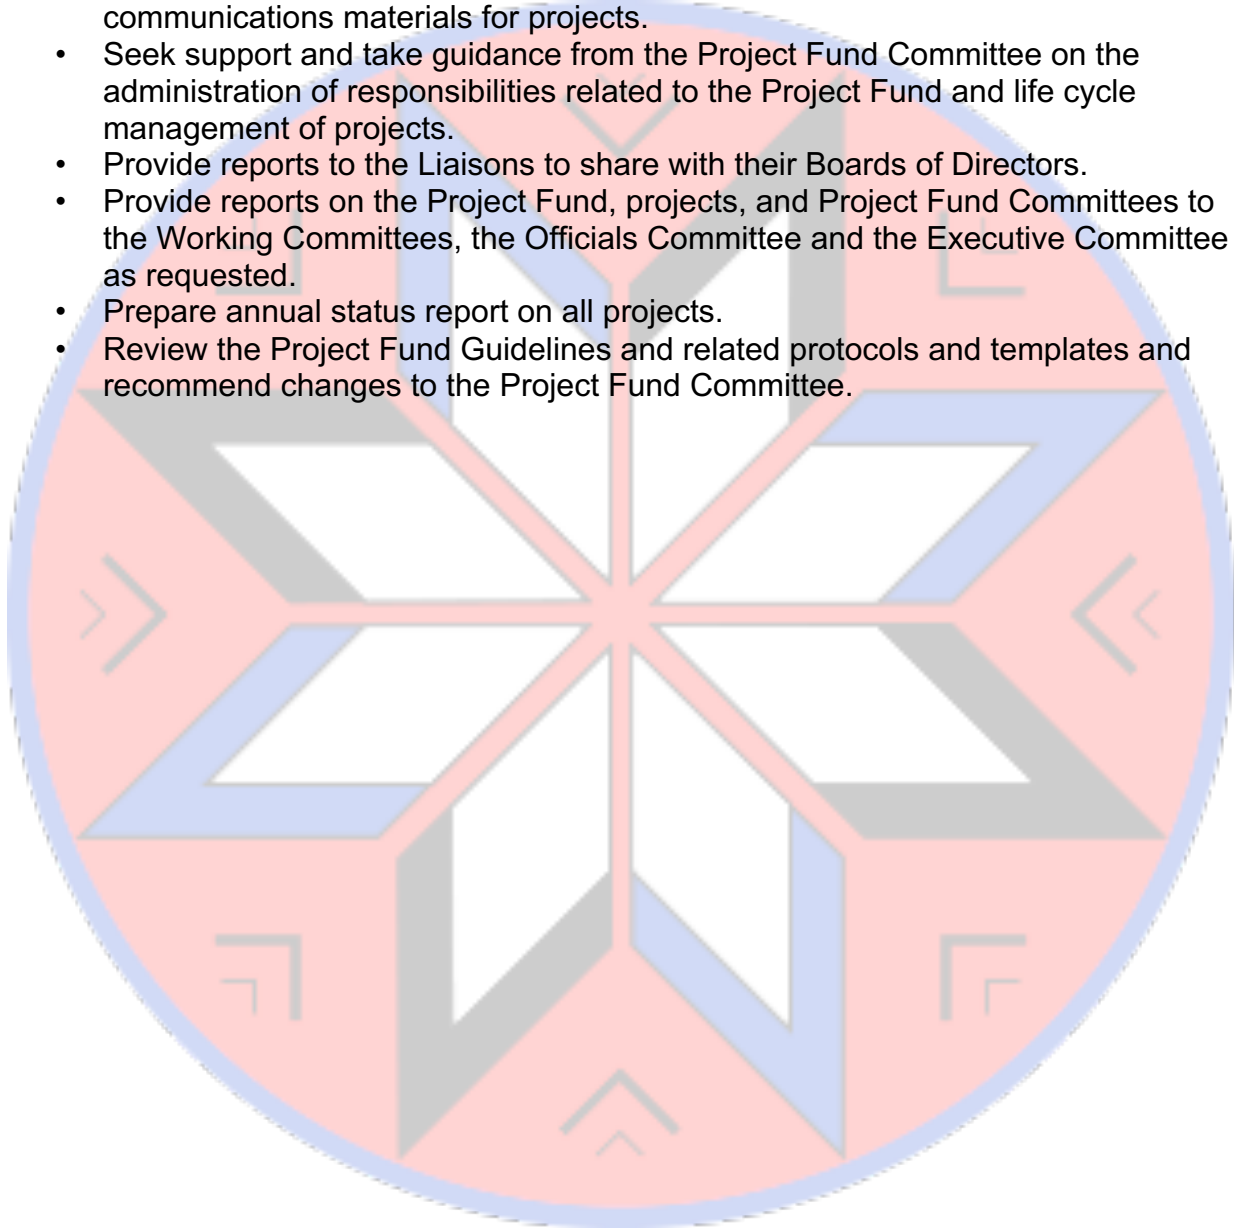 communications materials for projects.
• Seek support and take guidance from the Project Fund Committee on the
administration of responsibilities related to the Project Fund and life cycle
management of projects.
• Provide reports to the Liaisons to share with their Boards of Directors.
• Provide reports on the Project Fund, projects, and Project Fund Committees to
the Working Committees, the Officials Committee and the Executive Committee
as requested.
• Prepare annual status report on all projects.
• Review the Project Fund Guidelines and related protocols and templates and
recommend changes to the Project Fund Committee.